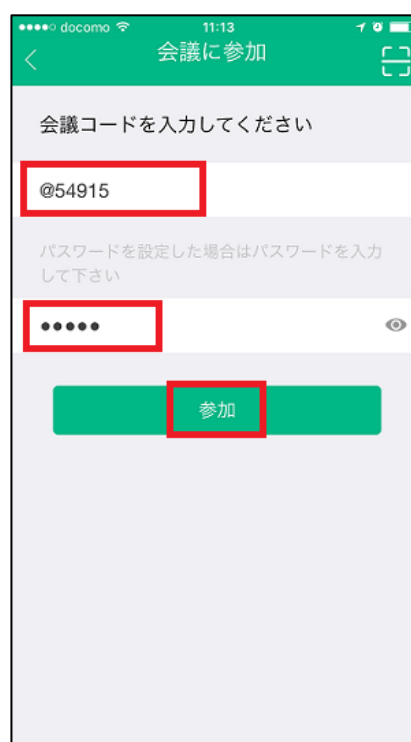 docomo 11:13
会議に参加
会議コードを入力してください
@54915
パスワードを設定した場合はパスワードを入力
して下さい
●●●●●
参加